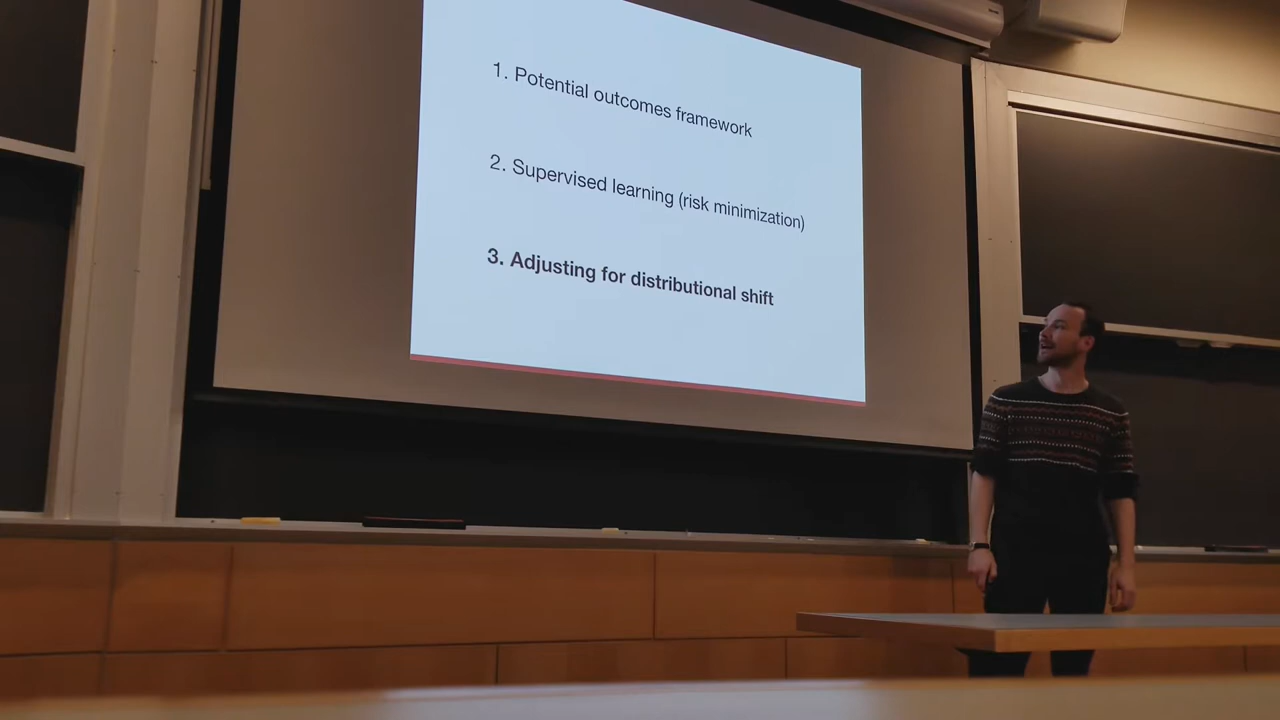 1. Potential outcomes framework
2. Supervised learning (risk minimization)
3. Adjusting for distributional shift